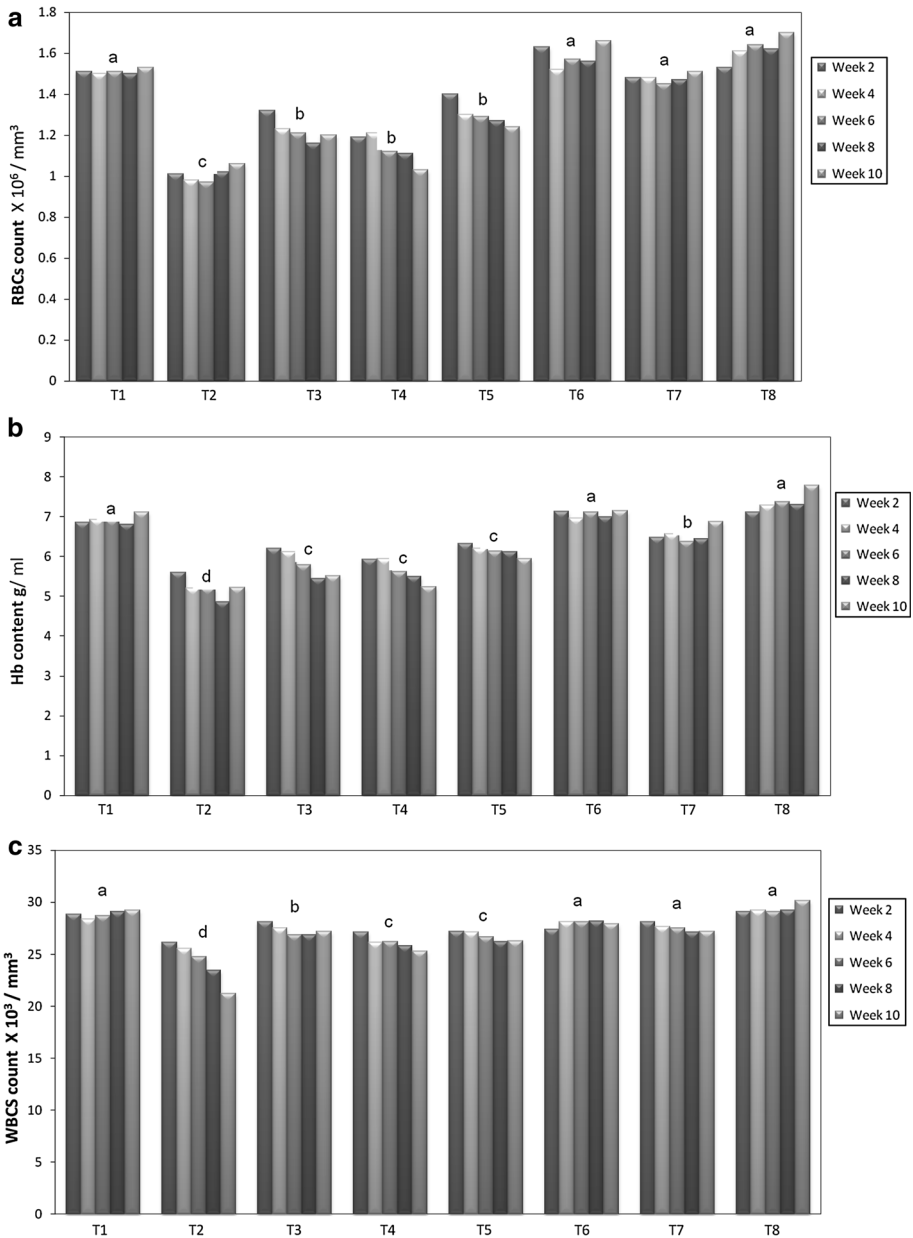 a
RBCs count X 10⁶ / mm³
1.8
1.6
1.4
1.2
1
0.8
0.6
0.4
0.2
0
a
c
b
b
b
a
a
a
T1 T2 T3 T4 T5 T6 T7 T8
Week 2
Week 4
Week 6
Week 8
Week 10
b
Hb content g/ ml
9
8
7
6
5
4
3
2
1
0
a
d
c
c
c
a
b
a
T1 T2 T3 T4 T5 T6 T7 T8
Week 2
Week 4
Week 6
Week 8
Week 10
c
WBCS count X 10³ / mm³
35
30
25
20
15
10
5
0
a
d
b
c
c
a
a
a
T1 T2 T3 T4 T5 T6 T7 T8
Week 2
Week 4
Week 6
Week 8
Week 10